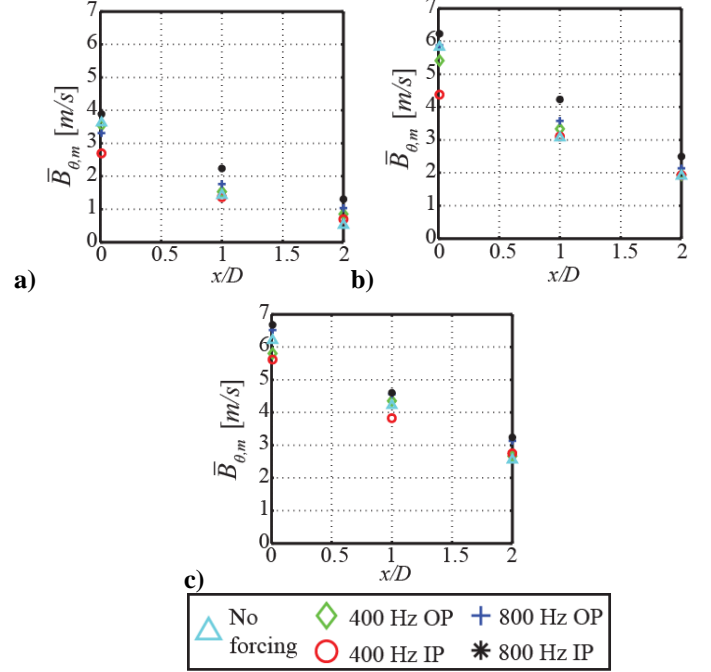 7
6
5
4
3
2
1
0
B̅θ,m [m/s]
0 0.5 1 1.5 2
x/D
a)
7
6
5
4
3
2
1
0
B̅θ,m [m/s]
0 0.5 1 1.5 2
x/D
b)
7
6
5
4
3
2
1
0
B̅θ,m [m/s]
0 0.5 1 1.5 2
x/D
c)
No forcing
400 Hz OP
400 Hz IP
800 Hz OP
800 Hz IP